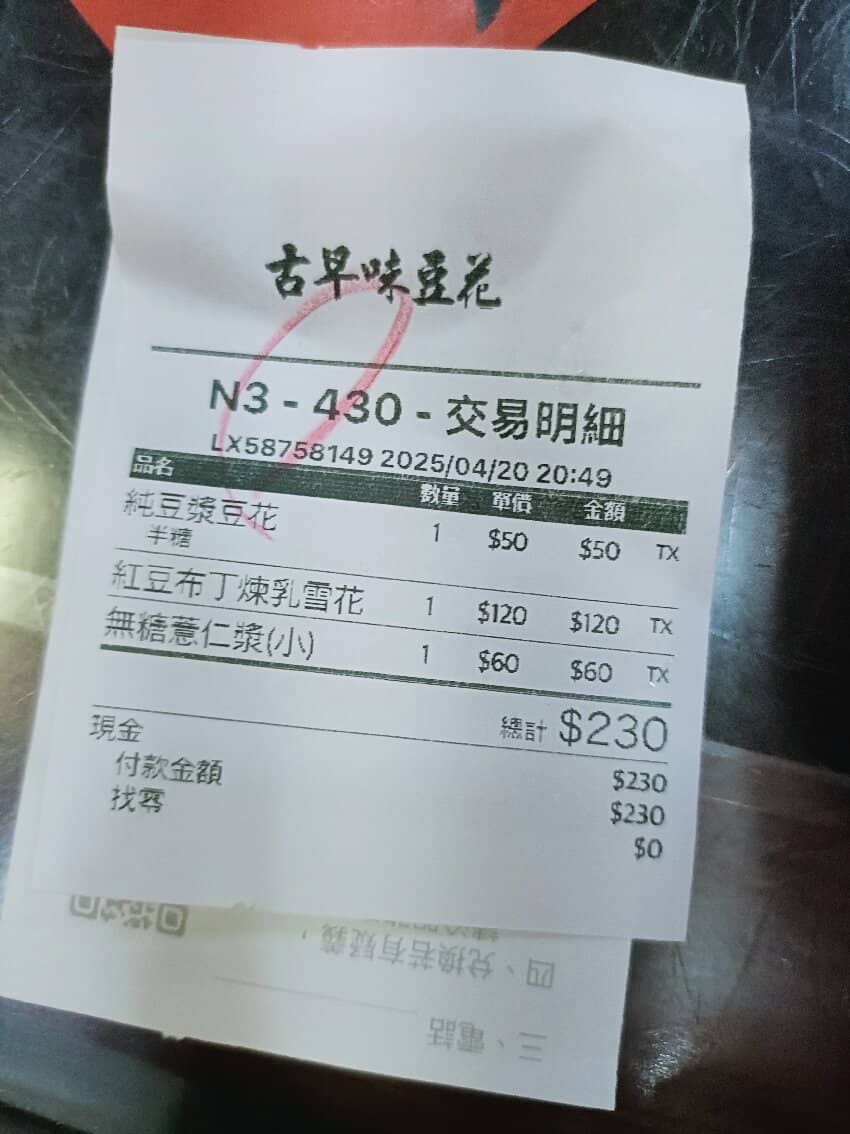 古早味豆花
N3 - 430 - 交易明細
LX58758149 2025/04/20 20:49
品名 數量 單價 金額
純豆漿豆花 1 $50 $50 TX
半糖
紅豆布丁煉乳雪花 1 $120 $120 TX
無糖薏仁漿(小) 1 $60 $60 TX
總計 $230
現金 $230
付款金額 $230
找零 $0
四、兌換若有疑義，
三、電話